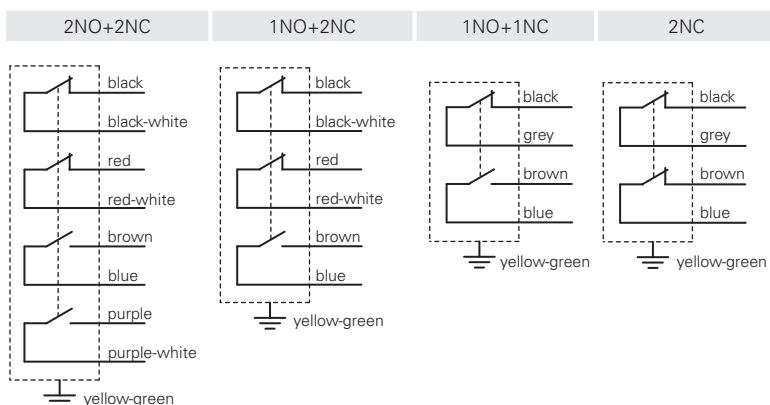 2NO+2NC
1NO+2NC
1NO+1NC
2NC
black
black-white
red
red-white
brown
blue
purple
purple-white
yellow-green
black
black-white
red
red-white
brown
blue
yellow-green
black
grey
brown
blue
yellow-green
black
grey
brown
blue
yellow-green